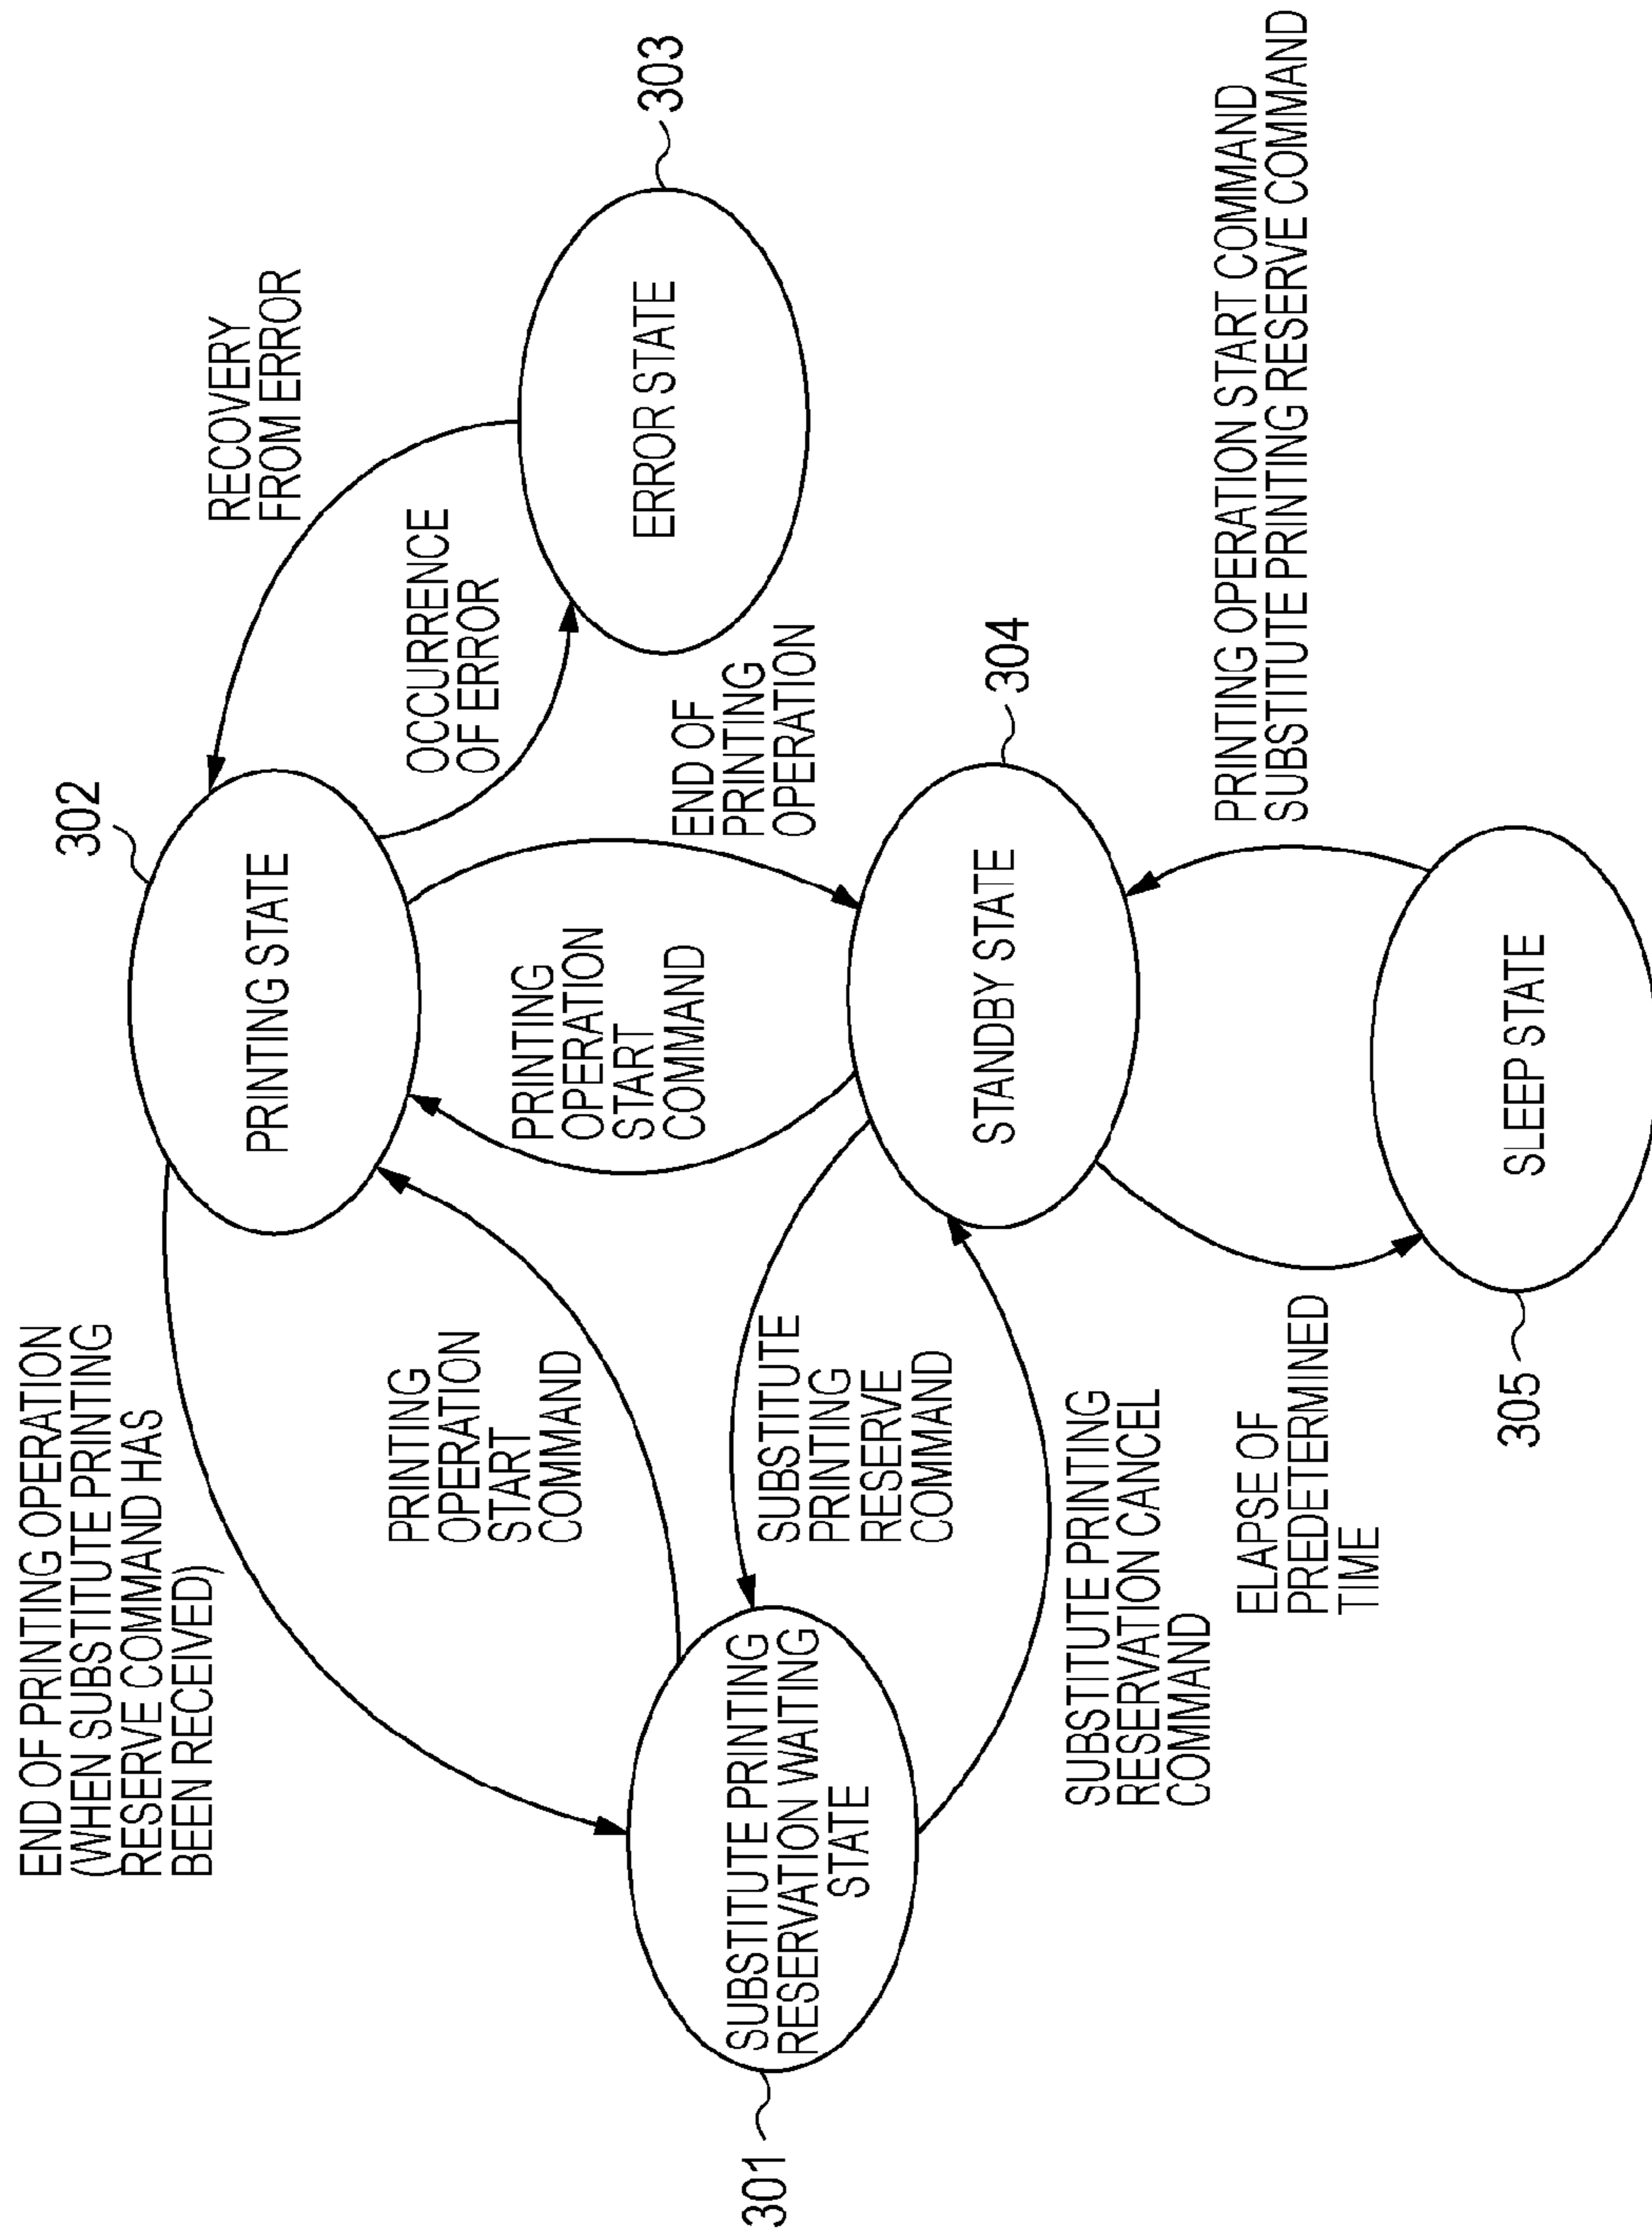 END OF PRINTING OPERATION
(WHEN SUBSTITUTE PRINTING
RESERVE COMMAND HAS
BEEN RECEIVED)
302
RECOVERY
FROM ERROR
PRINTING STATE
OCCURRENCE
OF ERROR
303
ERROR STATE
PRINTING
OPERATION
START
COMMAND
PRINTING
OPERATION
START
COMMAND
END OF
PRINTING
OPERATION
301
SUBSTITUTE PRINTING
RESERVATION WAITING
STATE
SUBSTITUTE
PRINTING
RESERVE
COMMAND
STANDBY STATE
304
SUBSTITUTE PRINTING
RESERVATION CANCEL
COMMAND
ELAPSE OF
PREDETERMINED
TIME
PRINTING OPERATION START COMMAND
SUBSTITUTE PRINTING RESERVE COMMAND
305
SLEEP STATE